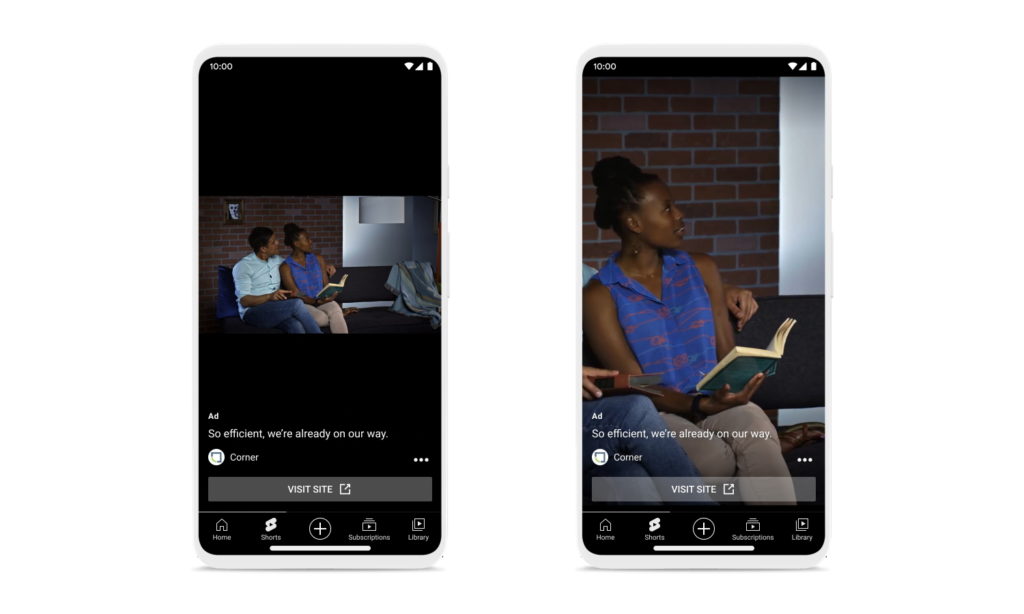 10:00
Ad
So efficient, we're already on our way.
Corner
VISIT SITE
Home
Shorts
Subscriptions
Library
10:00
Ad
So efficient, we're already on our way.
Corner
VISIT SITE
Home
Shorts
Subscriptions
Library